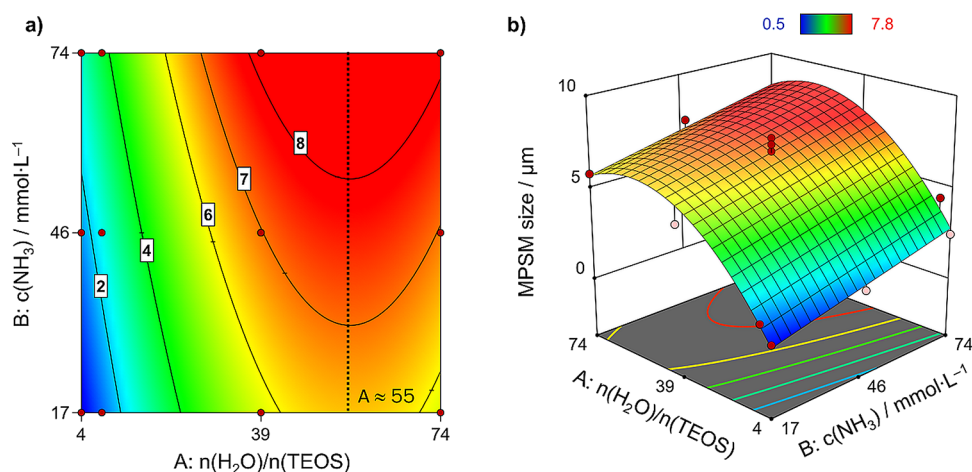 a)
74
46
17
B: c(NH₃) / mmol·L⁻¹
2
4
6
7
8
A ≈ 55
4
39
74
A: n(H₂O)/n(TEOS)
b)
0.5
7.8
10
5
0
MPSM size / µm
74
39
4
A: n(H₂O)/n(TEOS)
17
46
74
B: c(NH₃) / mmol·L⁻¹